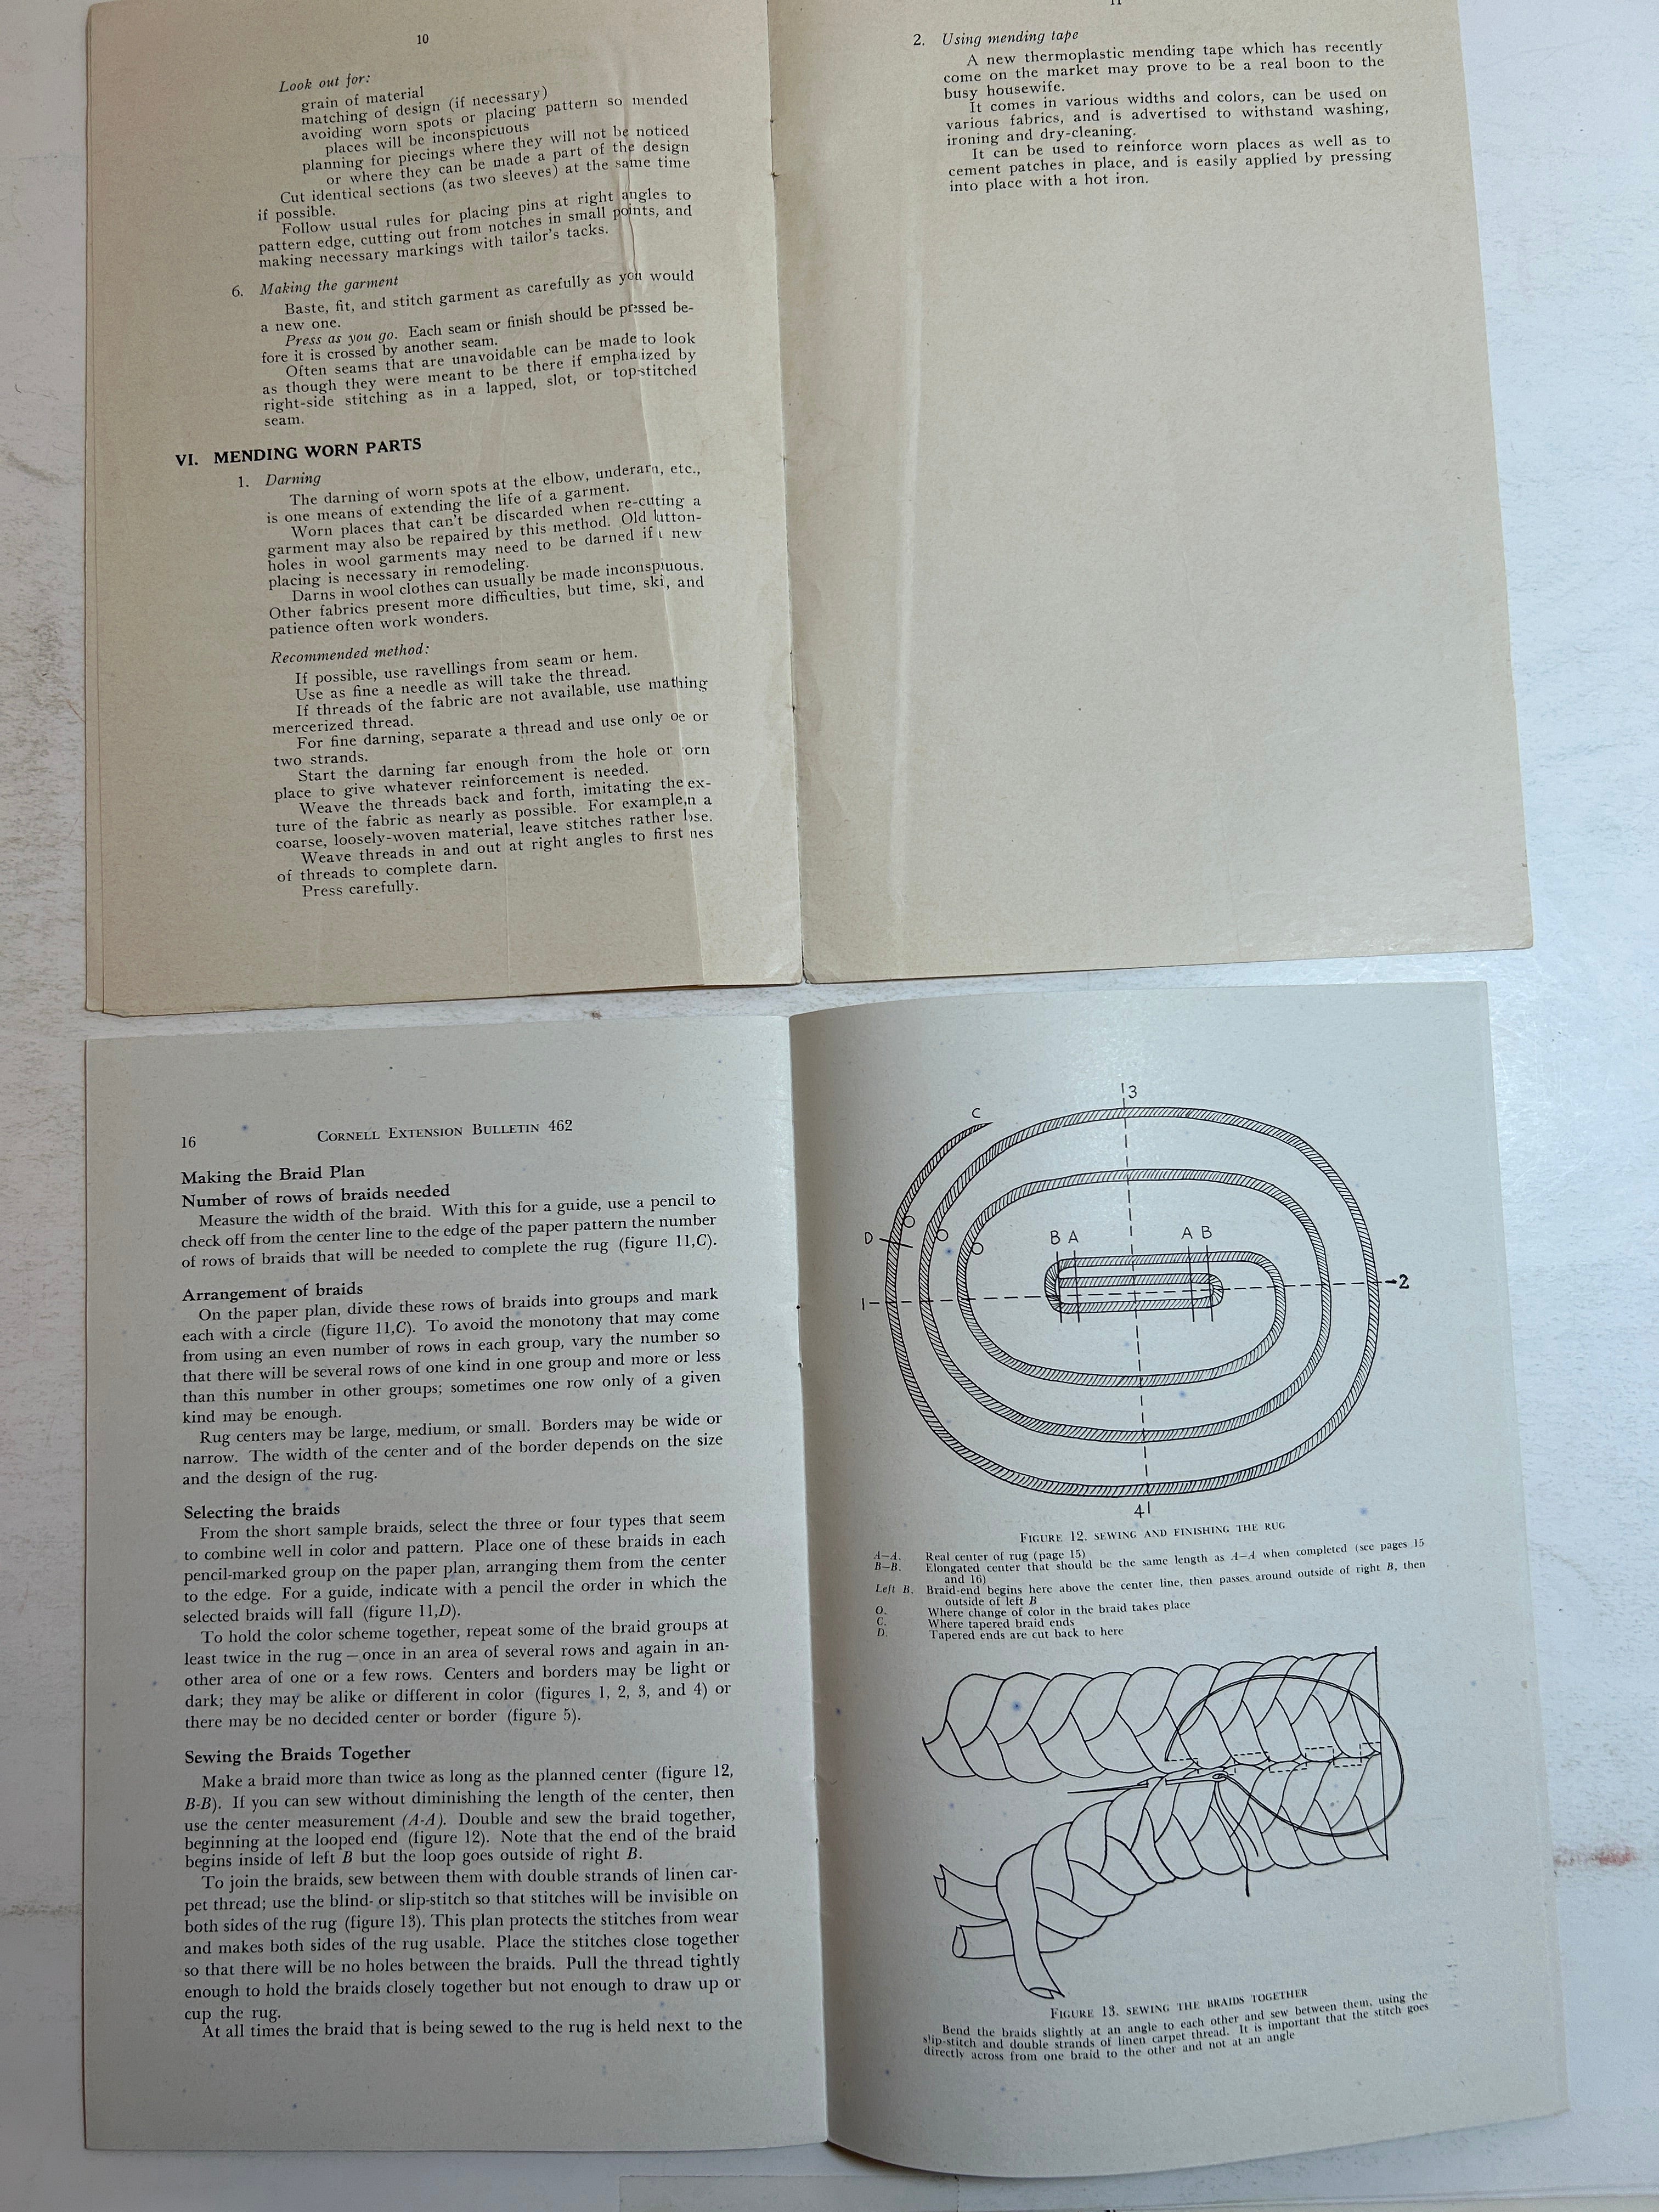 10
Look out for:
grain of material
matching of design (if necessary)
avoiding worn spots or placing pattern so mended
places will be inconspicuous
planning for piecings where they will not be noticed
or where they can be made a part of the design
Cut identical sections (as two sleeves) at the same time
if possible.
Follow usual rules for placing pins at right angles to
pattern edge, cutting out from notches in small points, and
making necessary markings with tailor's tacks.
6. Making the garment
Baste, fit, and stitch garment as carefully as you would
a new one.
Press as you go. Each seam or finish should be pressed be-
fore it is crossed by another seam.
Often seams that are unavoidable can be made to look
as though they were meant to be there if emphasized by
right-side stitching as in a lapped, slot, or top-stitched
seam.
VI. MENDING WORN PARTS
1. Darning
The darning of worn spots at the elbow, underarm, etc.,
is one means of extending the life of a garment.
Worn places that can't be discarded when re-cutting a
garment may also be repaired by this method. Old button-
holes in wool garments may need to be darned if a new
placing is necessary in remodeling.
Darns in wool clothes can usually be made inconspicuous.
Other fabrics present more difficulties, but time, skill, and
patience often work wonders.
Recommended method:
If possible, use ravellings from seam or hem.
Use as fine a needle as will take the thread.
If threads of the fabric are not available, use matching
mercerized thread.
For fine darning, separate a thread and use only one or
two strands.
Start the darning far enough from the hole or worn
place to give whatever reinforcement is needed.
Weave the threads back and forth, imitating the tex-
ture of the fabric as nearly as possible. For example, in a
coarse, loosely-woven material, leave stitches rather loose.
Weave threads in and out at right angles to first lines
of threads to complete darn.
Press carefully.
11
2. Using mending tape
A new thermoplastic mending tape which has recently
come on the market may prove to be a real boon to the
busy housewife.
It comes in various widths and colors, can be used on
various fabrics, and is advertised to withstand washing,
ironing and dry-cleaning.
It can be used to reinforce worn places as well as to
cement patches in place, and is easily applied by pressing
into place with a hot iron.
16 CORNELL EXTENSION BULLETIN 462
Making the Braid Plan
Number of rows of braids needed
Measure the width of the braid. With this for a guide, use a pencil to
check off from the center line to the edge of the paper pattern the number
of rows of braids that will be needed to complete the rug (figure 11,C).
Arrangement of braids
On the paper plan, divide these rows of braids into groups and mark
each with a circle (figure 11,C). To avoid the monotony that may come
from using an even number of rows in each group, vary the number so
that there will be several rows of one kind in one group and more or less
than this number in other groups; sometimes one row only of a given
kind may be enough.
Rug centers may be large, medium, or small. Borders may be wide or
narrow. The width of the center and of the border depends on the size
and the design of the rug.
Selecting the braids
From the short sample braids, select the three or four types that seem
to combine well in color and pattern. Place one of these braids in each
pencil-marked group on the paper plan, arranging them from the center
to the edge. For a guide, indicate with a pencil the order in which the
selected braids will fall (figure 11,D).
To hold the color scheme together, repeat some of the braid groups at
least twice in the rug — once in an area of several rows and again in an-
other area of one or a few rows. Centers and borders may be light or
dark; they may be alike or different in color (figures 1, 2, 3, and 4) or
there may be no decided center or border (figure 5).
Sewing the Braids Together
Make a braid more than twice as long as the planned center (figure 12,
B-B). If you can sew without diminishing the length of the center, then
use the center measurement (A-A). Double and sew the braid together,
beginning at the looped end (figure 12). Note that the end of the braid
begins inside of left B but the loop goes outside of right B.
To join the braids, sew between them with double strands of linen car-
pet thread; use the blind- or slip-stitch so that stitches will be invisible on
both sides of the rug (figure 13). This plan protects the stitches from wear
and makes both sides of the rug usable. Place the stitches close together
so that there will be no holes between the braids. Pull the thread tightly
enough to hold the braids closely together but not enough to draw up or
cup the rug.
At all times the braid that is being sewed to the rug is held next to the
3
C
D
B A A B
1
2
4
FIGURE 12. SEWING AND FINISHING THE RUG
A–A. Real center of rug (page 15)
B–B. Elongated center that should be the same length as A–A when completed (see pages 15
and 16)
Left B. Braid-end begins here above the center line, then passes around outside of right B, then
outside of left B
O. Where change of color in the braid takes place
C. Where tapered braid ends
D. Tapered ends are cut back to here
FIGURE 13. SEWING THE BRAIDS TOGETHER
Bend the braids slightly at an angle to each other and sew between them, using the
slip-stitch and double strands of linen carpet thread. It is important that the stitch goes
directly across from one braid to the other and not at an angle